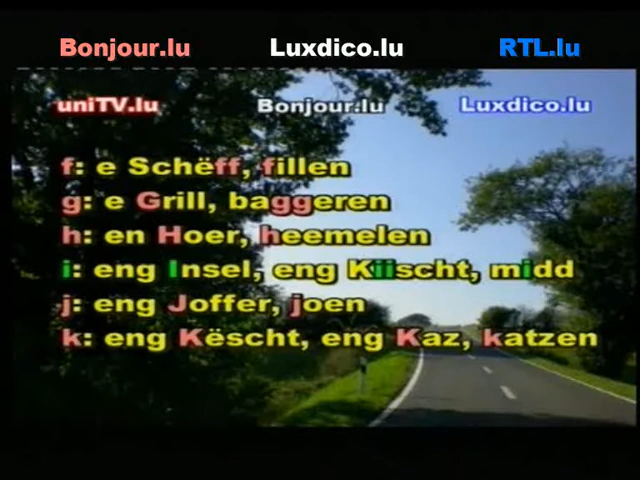 Bonjour.lu Luxdico.lu RTL.lu
uniTV.lu Bonjour.lu Luxdico.lu
f: e Schëff, fillen
g: e Grill, baggeren
h: en Hoer, heemelen
i: eng Insel, eng Kiischt, midd
j: eng Joffer, joen
k: eng Këscht, eng Kaz, katzen